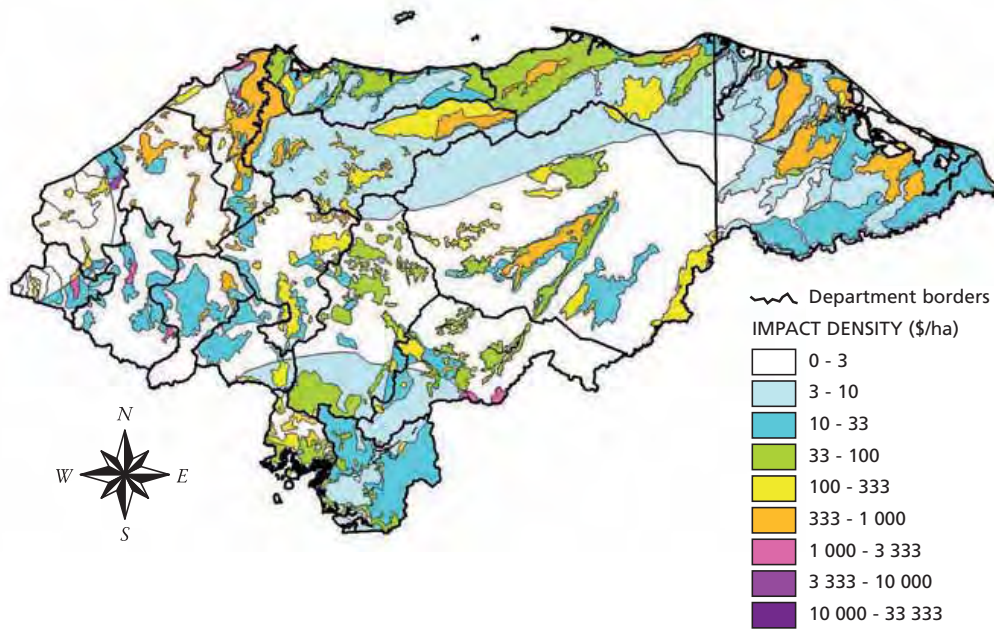 Department borders
IMPACT DENSITY ($/ha)
0 - 3
3 - 10
10 - 33
33 - 100
100 - 333
333 - 1 000
1 000 - 3 333
3 333 - 10 000
10 000 - 33 333
N
W E
S